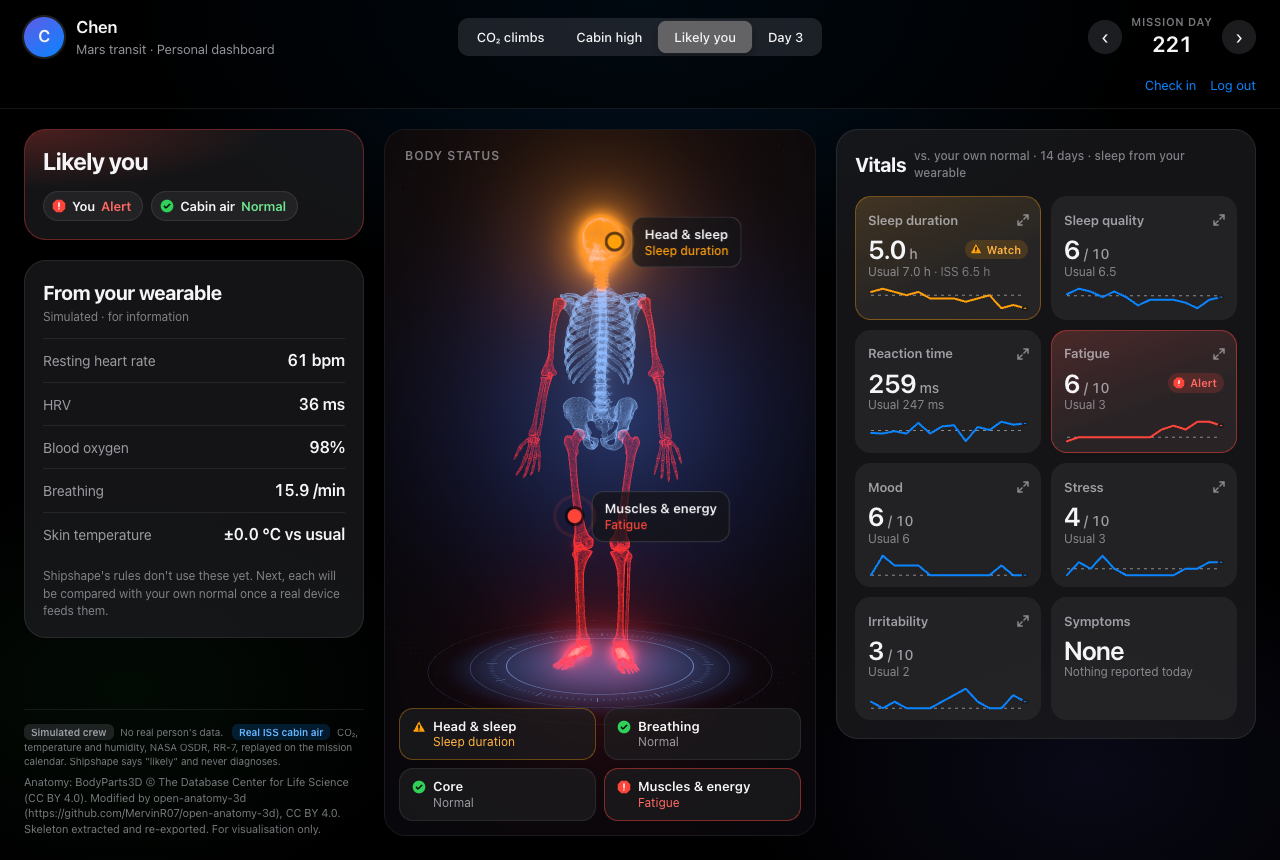 C
Chen
Mars transit · Personal dashboard
CO₂ climbs
Cabin high
Likely you
Day 3
‹
MISSION DAY
221
›
Check in
Log out
Likely you
You Alert
Cabin air Normal
From your wearable
Simulated · for information
Resting heart rate 61 bpm
HRV 36 ms
Blood oxygen 98%
Breathing 15.9 /min
Skin temperature ±0.0 °C vs usual
Shipshape's rules don't use these yet. Next, each will
be compared with your own normal once a real device
feeds them.
Simulated crew No real person's data. Real ISS cabin air CO₂,
temperature and humidity, NASA OSDR, RR-7, replayed on the mission
calendar. Shipshape says "likely" and never diagnoses.
Anatomy: BodyParts3D © The Database Center for Life Science
(CC BY 4.0). Modified by open-anatomy-3d
(https://github.com/MervinR07/open-anatomy-3d), CC BY 4.0.
Skeleton extracted and re-exported. For visualisation only.
BODY STATUS
Head & sleep
Sleep duration
Muscles & energy
Fatigue
Head & sleep
Sleep duration
Breathing
Normal
Core
Normal
Muscles & energy
Fatigue
Vitals
vs. your own normal · 14 days · sleep from your
wearable
Sleep duration
5.0 h
Watch
Usual 7.0 h · ISS 6.5 h
Sleep quality
6 / 10
Usual 6.5
Reaction time
259 ms
Usual 247 ms
Fatigue
6 / 10
Alert
Usual 3
Mood
6 / 10
Usual 6
Stress
4 / 10
Usual 3
Irritability
3 / 10
Usual 2
Symptoms
None
Nothing reported today